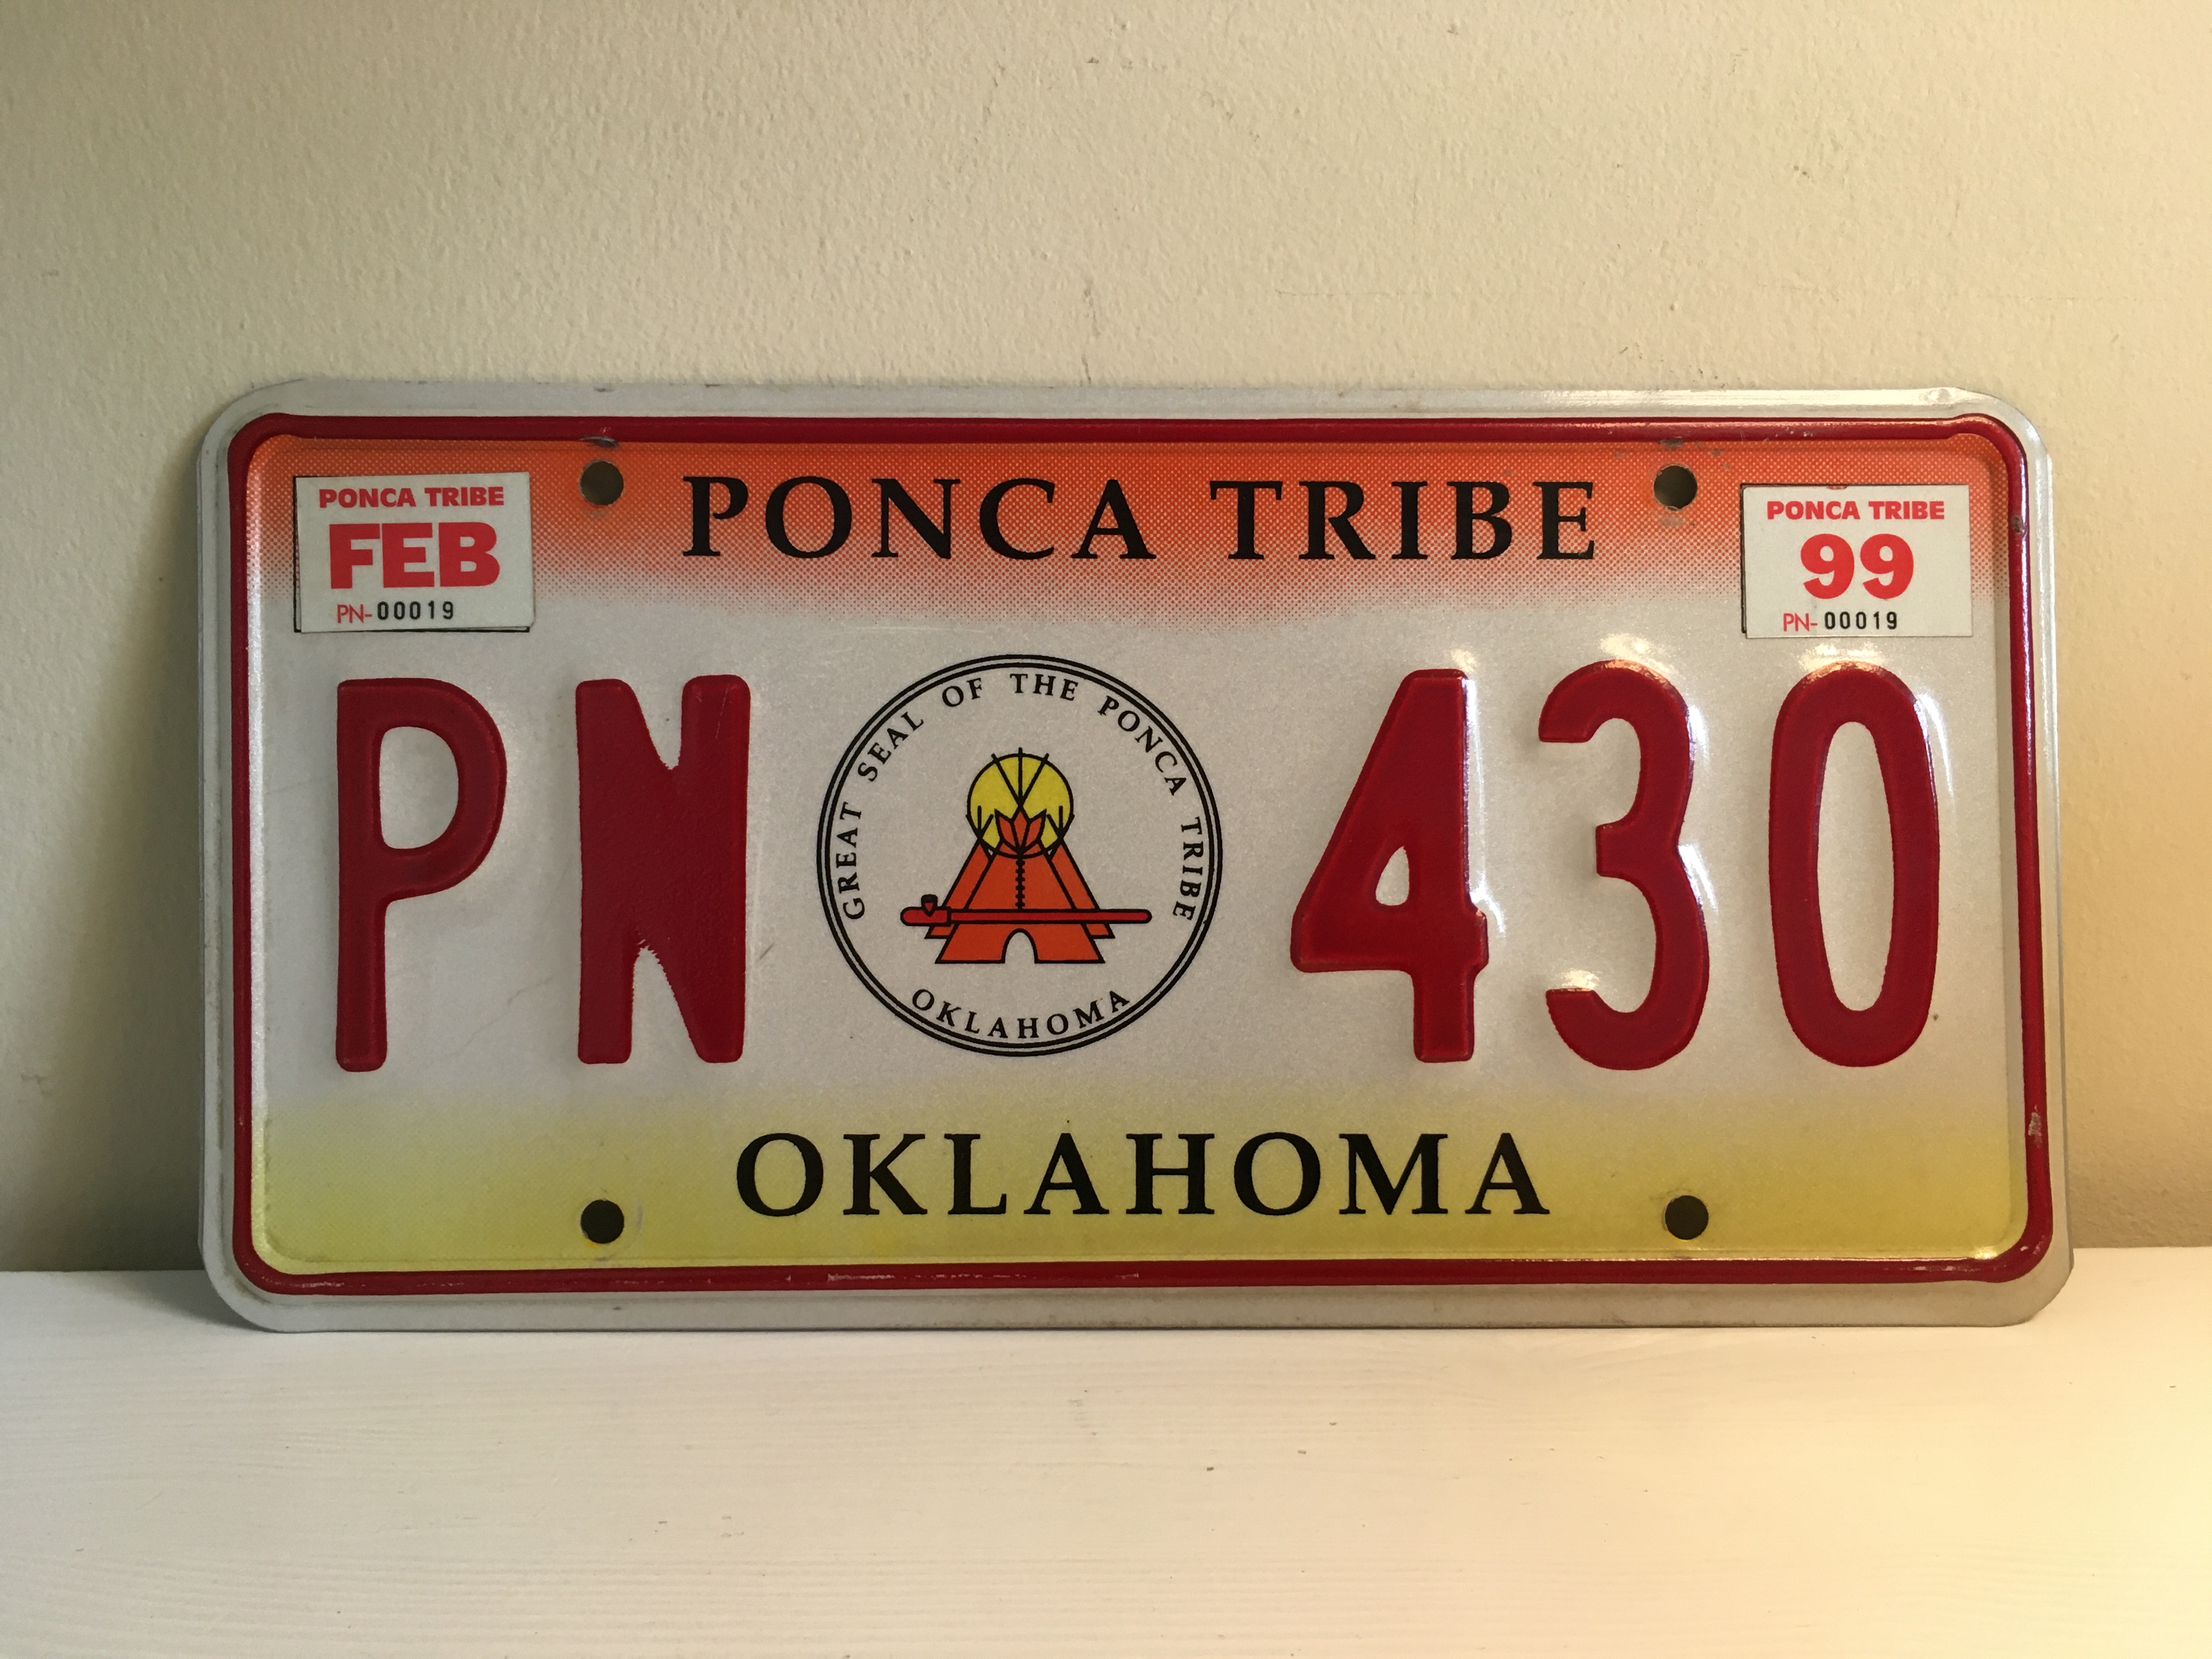 PONCA TRIBE
FEB
PN-00019
PONCA TRIBE
PONCA TRIBE
99
PN-00019
PN 430
GREAT SEAL OF THE PONCA TRIBE
OKLAHOMA
OKLAHOMA